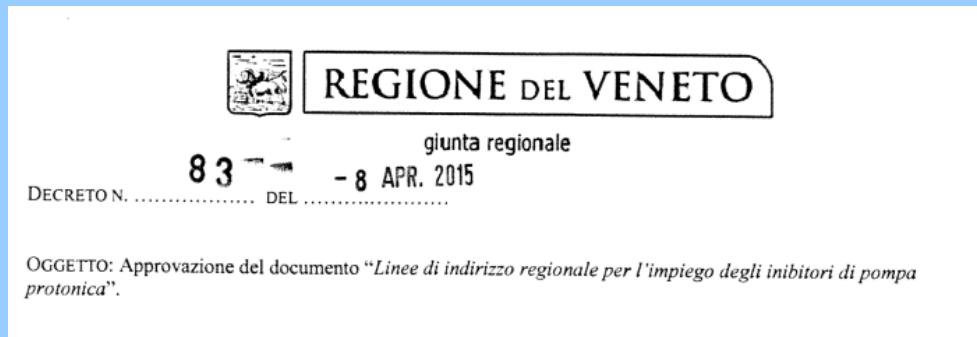 REGIONE DEL VENETO
giunta regionale
83 -- - 8 APR. 2015
DECRETO N. .................. DEL ......................
OGGETTO: Approvazione del documento “Linee di indirizzo regionale per l’impiego degli inibitori di pompa
protonica”.